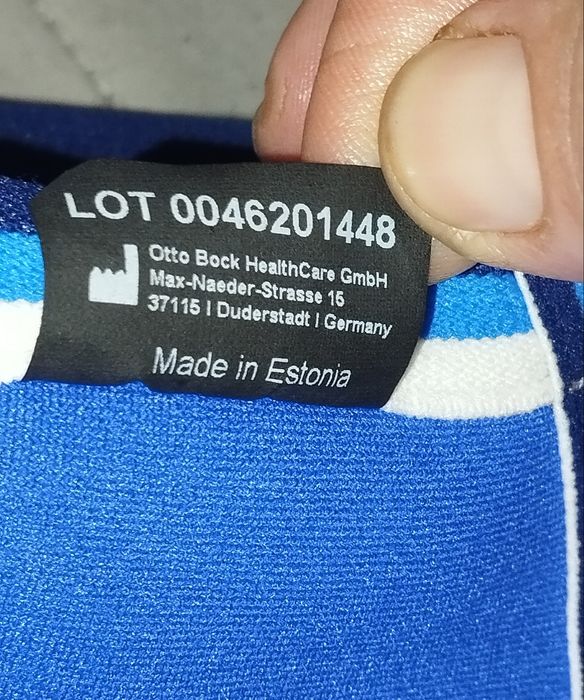 LOT 0046201448
Otto Bock HealthCare GmbH
Max-Naeder-Strasse 15
37115 | Duderstadt | Germany
Made in Estonia